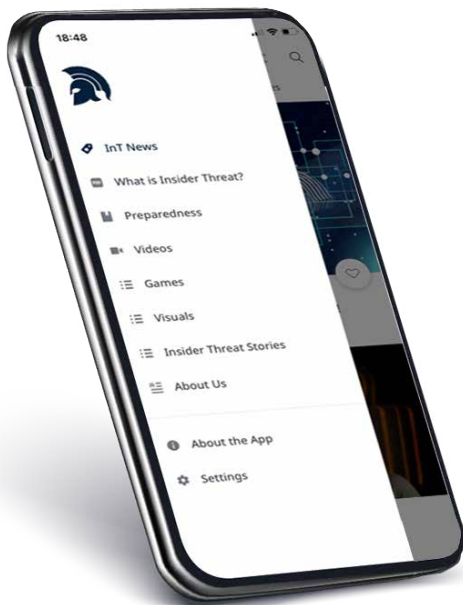 18:48
InT News
What is Insider Threat?
Preparedness
Videos
Games
Visuals
Insider Threat Stories
About Us
About the App
Settings